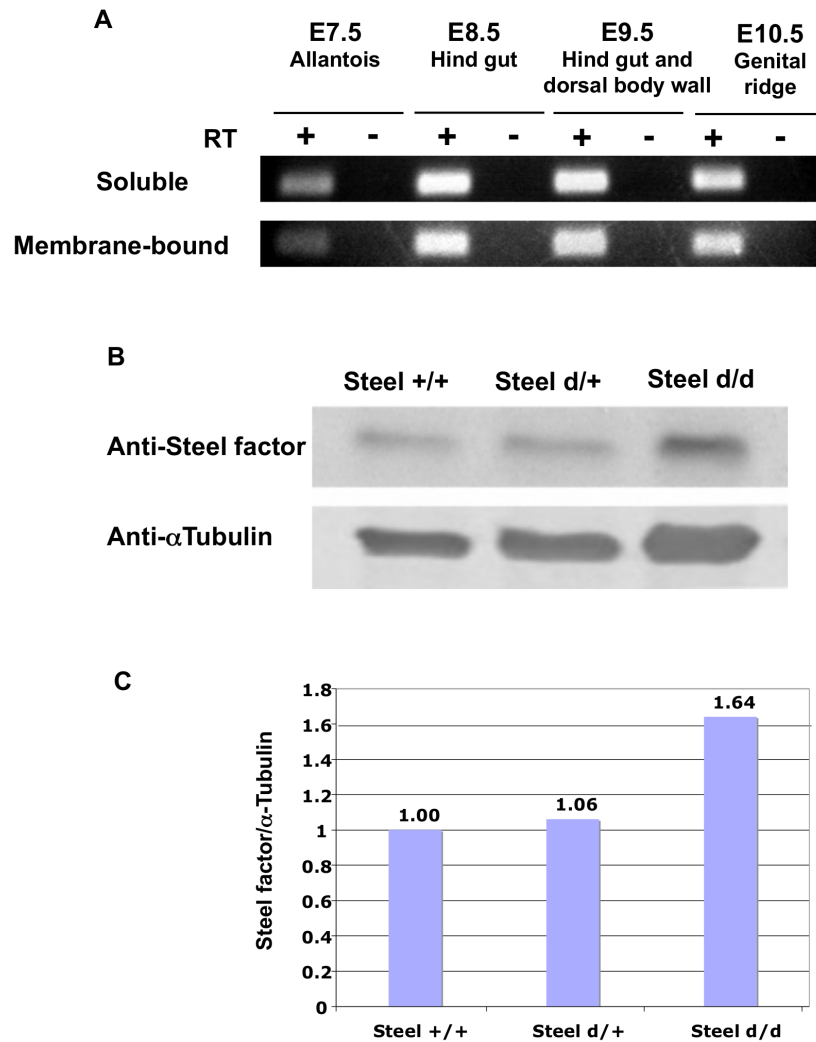 A
E7.5 E8.5 E9.5 E10.5
Allantois Hind gut Hind gut and dorsal body wall Genital ridge
RT + - + - + - + -
Soluble
Membrane-bound
B
Steel +/+ Steel d/+ Steel d/d
Anti-Steel factor
Anti-αTubulin
C
Steel factor/α-Tubulin
1.8
1.6
1.4
1.2
1
0.8
0.6
0.4
0.2
0
1.00 1.06 1.64
Steel +/+ Steel d/+ Steel d/d